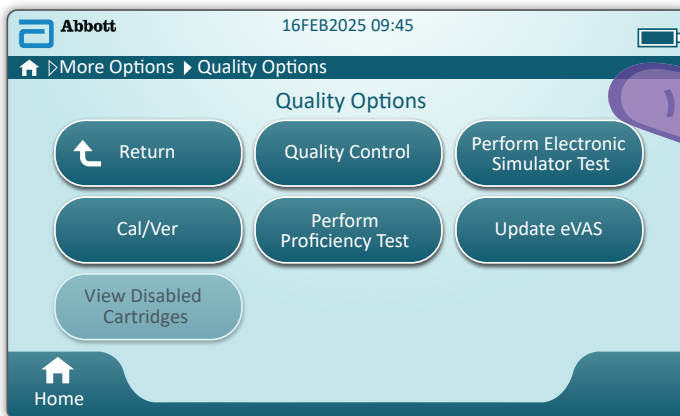 Abbott
16FEB2025 09:45
More Options Quality Options
Quality Options
Return
Quality Control
Perform Electronic
Simulator Test
Cal/Ver
Perform
Proficiency Test
Update eVAS
View Disabled
Cartridges
Home